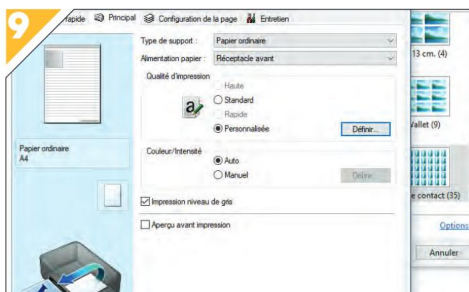 9
rapide Principal Configuration de la page Entretien
Type de support : Papier ordinaire
Alimentation papier : Réceptacle avant
Qualité d'impression
Haute
Standard
Rapide
Personnalisée Définir...
Papier ordinaire
A4
Couleur/Intensité
Auto
Manuel Définir...
Impression niveau de gris
Aperçu avant impression
13 cm. (4)
Wallet (9)
e contact (35)
Options
Annuler